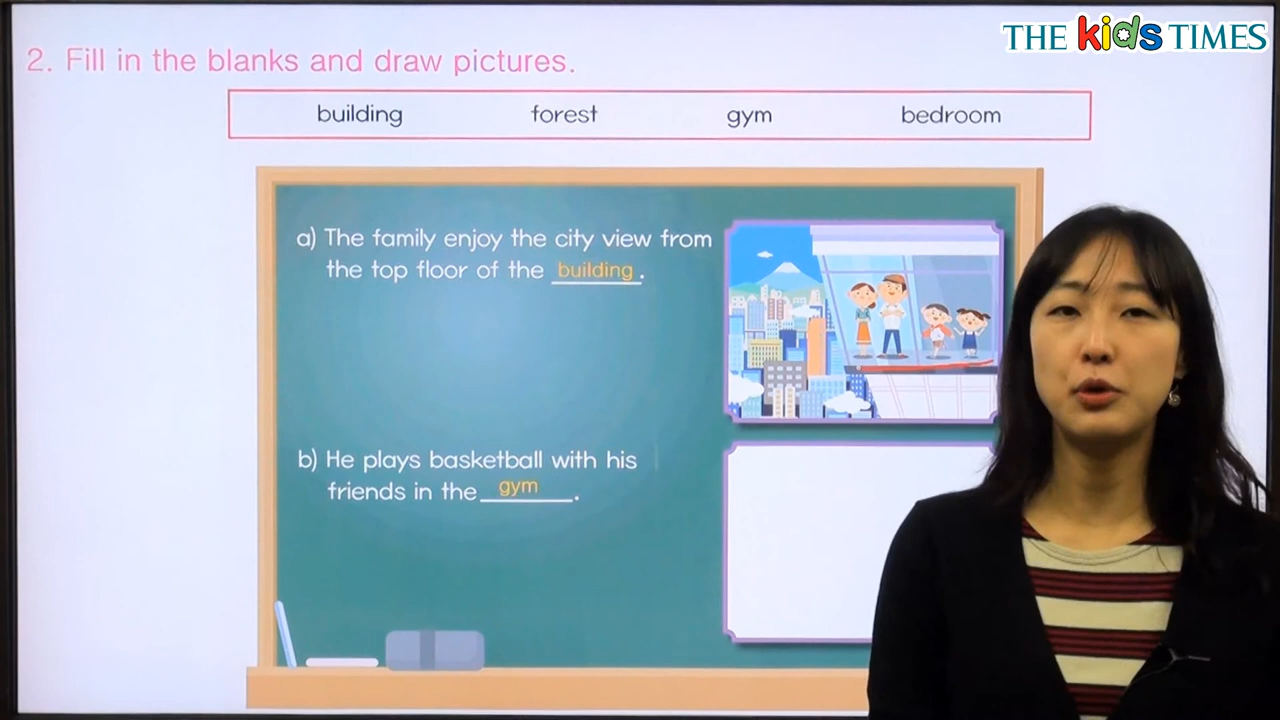 THE kids TIMES
2. Fill in the blanks and draw pictures.
building forest gym bedroom
a) The family enjoy the city view from
the top floor of the building.
b) He plays basketball with his
friends in the gym.